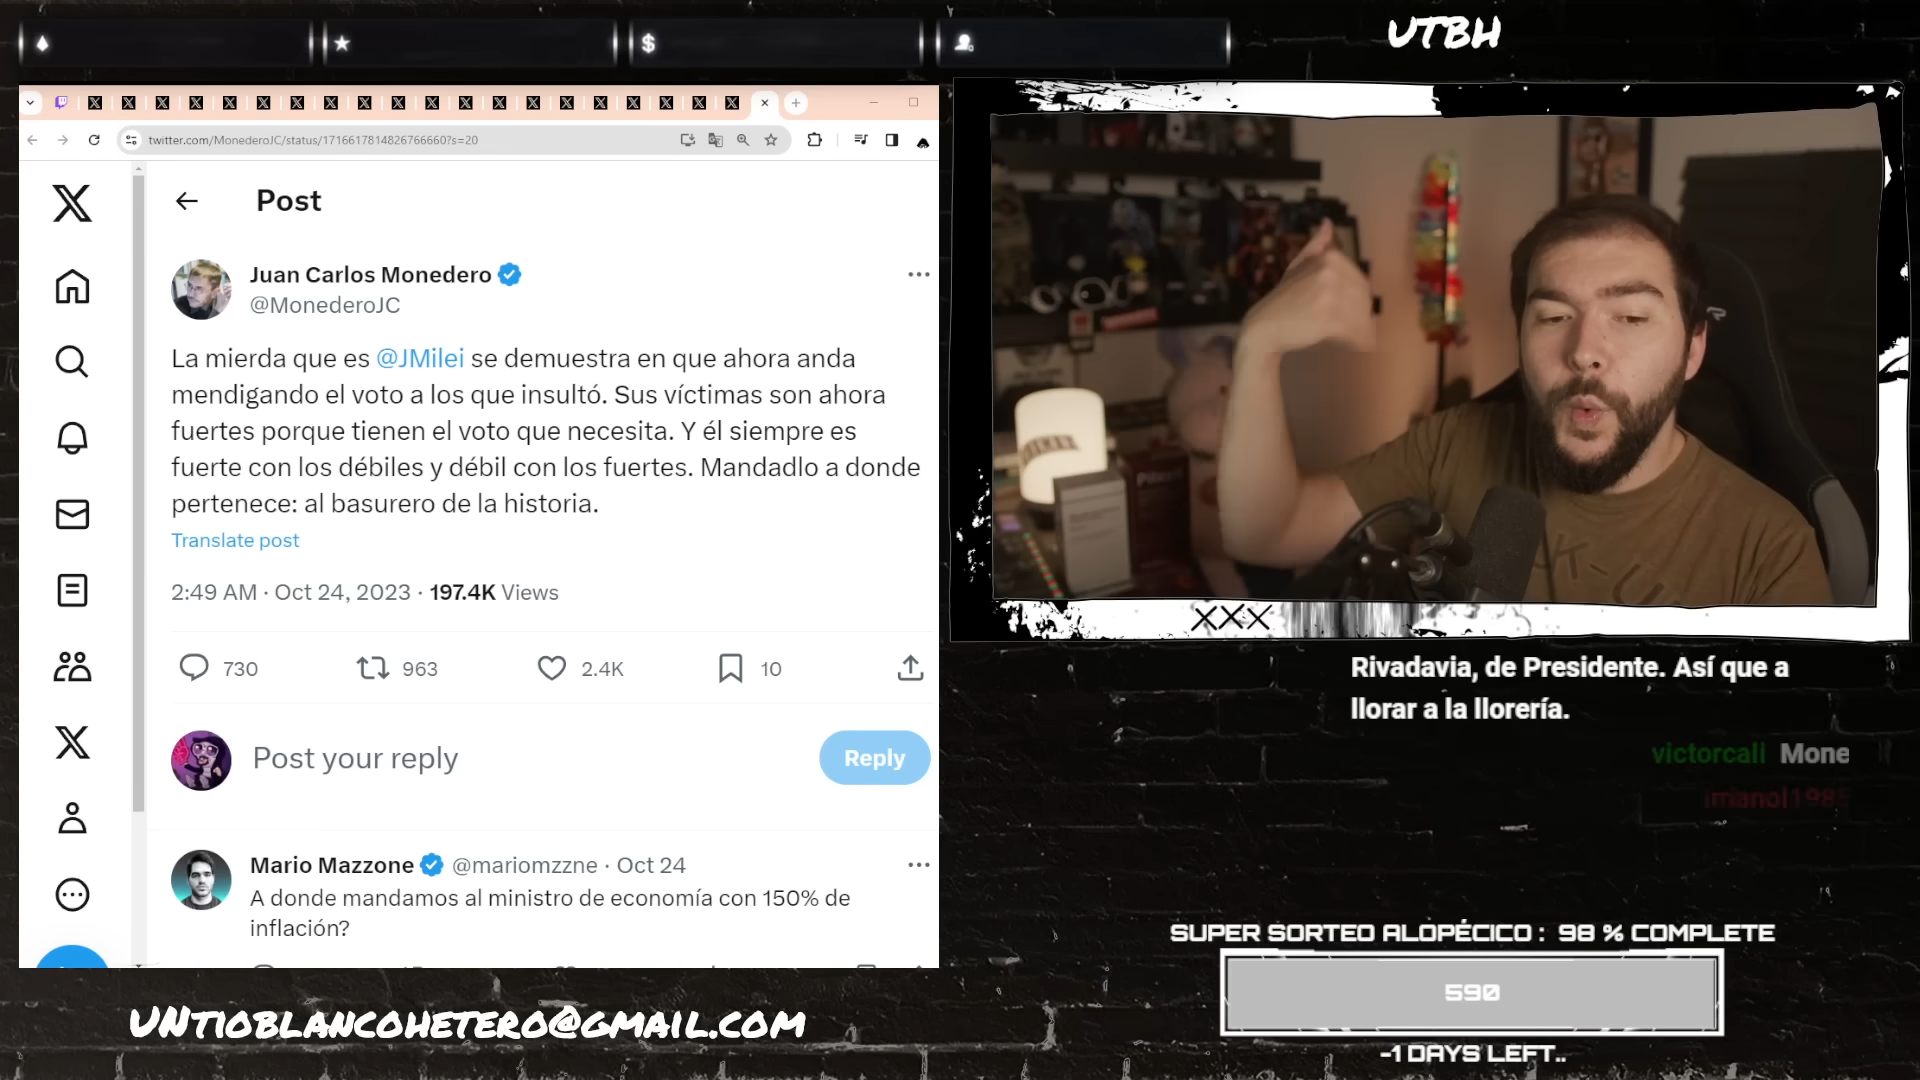 UTBH
twitter.com/MonederoJC/status/1716617814826766660?s=20
Post
Juan Carlos Monedero
@MonederoJC
La mierda que es @JMilei se demuestra en que ahora anda
mendigando el voto a los que insultó. Sus víctimas son ahora
fuertes porque tienen el voto que necesita. Y él siempre es
fuerte con los débiles y débil con los fuertes. Mandadlo a donde
pertenece: al basurero de la historia.
Translate post
2:49 AM · Oct 24, 2023 · 197.4K Views
730 963 2.4K 10
Post your reply
Reply
Mario Mazzone @mariomzzne · Oct 24
A donde mandamos al ministro de economía con 150% de
inflación?
XXX
Rivadavia, de Presidente. Así que a
llorar a la llorería.
victorcali Mone
imanol198
SUPER SORTEO ALOPÉCICO : 98 % COMPLETE
590
-1 DAYS LEFT..
UNTIOBLANCOHETERO@GMAIL.COM